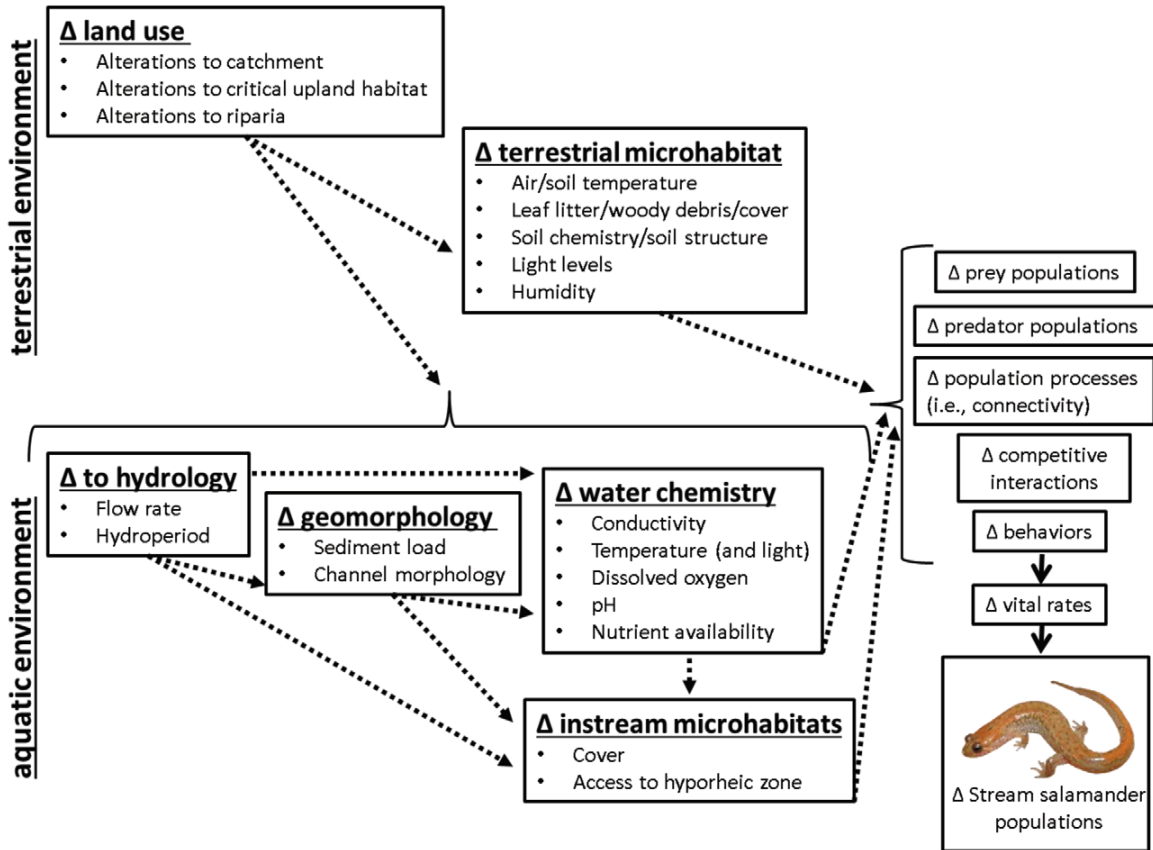 terrestrial environment
Δ land use
• Alterations to catchment
• Alterations to critical upland habitat
• Alterations to riparia
Δ terrestrial microhabitat
• Air/soil temperature
• Leaf litter/woody debris/cover
• Soil chemistry/soil structure
• Light levels
• Humidity
aquatic environment
Δ to hydrology
• Flow rate
• Hydroperiod
Δ geomorphology
• Sediment load
• Channel morphology
Δ water chemistry
• Conductivity
• Temperature (and light)
• Dissolved oxygen
• pH
• Nutrient availability
Δ instream microhabitats
• Cover
• Access to hyporheic zone
Δ prey populations
Δ predator populations
Δ population processes
(i.e., connectivity)
Δ competitive
interactions
Δ behaviors
Δ vital rates
Δ Stream salamander
populations